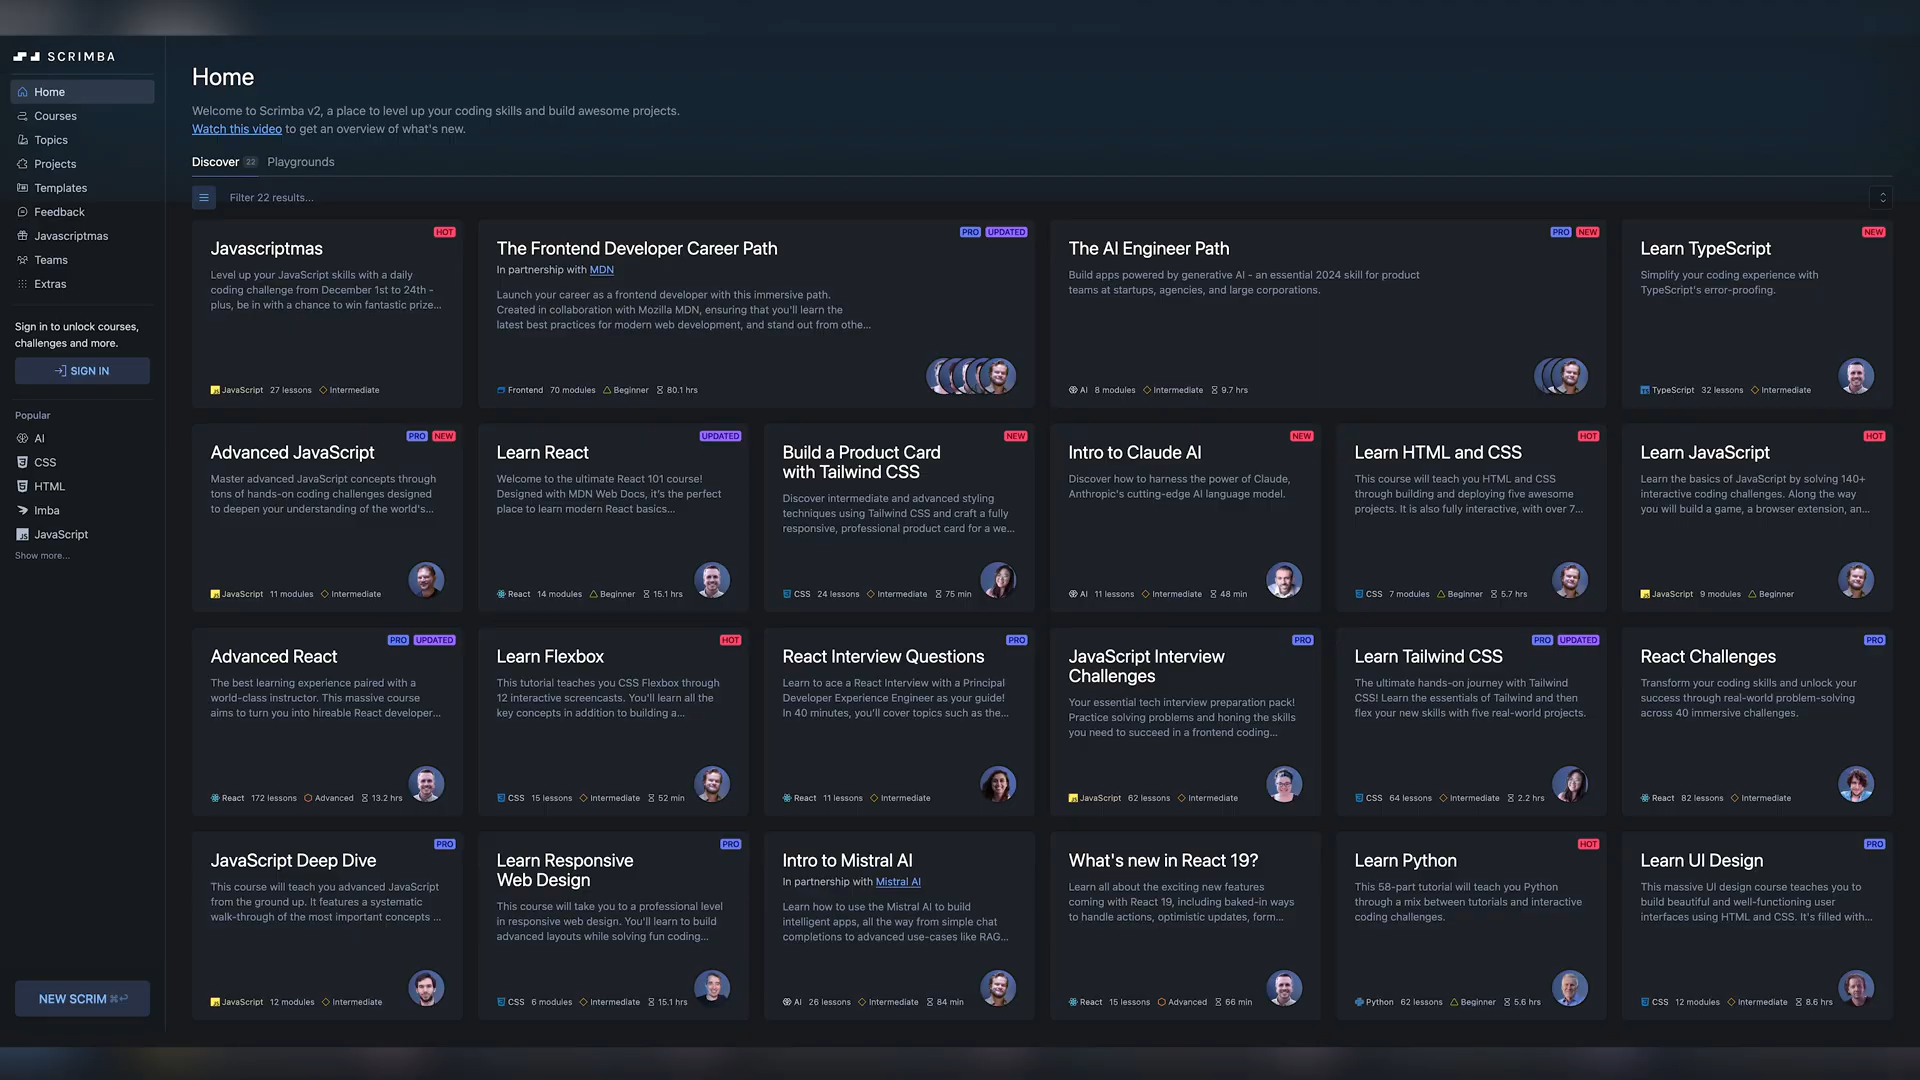 SCRIMBA
Home
Courses
Topics
Projects
Templates
Feedback
Javascriptmas
Teams
Extras
Sign in to unlock courses,
challenges and more.
SIGN IN
Popular
AI
CSS
HTML
Imba
JavaScript
Show more...
NEW SCRIM ⌘⏎
Home
Welcome to Scrimba v2, a place to level up your coding skills and build awesome projects.
Watch this video to get an overview of what's new.
Discover 22 Playgrounds
Filter 22 results...
HOT
Javascriptmas
Level up your JavaScript skills with a daily
coding challenge from December 1st to 24th -
plus, be in with a chance to win fantastic prize...
JavaScript 27 lessons Intermediate
PRO UPDATED
The Frontend Developer Career Path
In partnership with MDN
Launch your career as a frontend developer with this immersive path.
Created in collaboration with Mozilla MDN, ensuring that you'll learn the
latest best practices for modern web development, and stand out from othe...
Frontend 70 modules Beginner 80.1 hrs
PRO NEW
The AI Engineer Path
Build apps powered by generative AI - an essential 2024 skill for product
teams at startups, agencies, and large corporations.
AI 8 modules Intermediate 9.7 hrs
NEW
Learn TypeScript
Simplify your coding experience with
TypeScript's error-proofing.
TypeScript 32 lessons Intermediate
PRO NEW
Advanced JavaScript
Master advanced JavaScript concepts through
tons of hands-on coding challenges designed
to deepen your understanding of the world's...
JavaScript 11 modules Intermediate
UPDATED
Learn React
Welcome to the ultimate React 101 course!
Designed with MDN Web Docs, it's the perfect
place to learn modern React basics...
React 14 modules Beginner 15.1 hrs
NEW
Build a Product Card
with Tailwind CSS
Discover intermediate and advanced styling
techniques using Tailwind CSS and craft a fully
responsive, professional product card for a we...
CSS 24 lessons Intermediate 75 min
NEW
Intro to Claude AI
Discover how to harness the power of Claude,
Anthropic's cutting-edge AI language model.
AI 11 lessons Intermediate 48 min
HOT
Learn HTML and CSS
This course will teach you HTML and CSS
through building and deploying five awesome
projects. It is also fully interactive, with over 7...
CSS 7 modules Beginner 5.7 hrs
HOT
Learn JavaScript
Learn the basics of JavaScript by solving 140+
interactive coding challenges. Along the way
you will build a game, a browser extension, an...
JavaScript 9 modules Beginner
PRO UPDATED
Advanced React
The best learning experience paired with a
world-class instructor. This massive course
aims to turn you into hireable React developer...
React 172 lessons Advanced 13.2 hrs
HOT
Learn Flexbox
This tutorial teaches you CSS Flexbox through
12 interactive screencasts. You'll learn all the
key concepts in addition to building a...
CSS 15 lessons Intermediate 52 min
PRO
React Interview Questions
Learn to ace a React Interview with a Principal
Developer Experience Engineer as your guide!
In 40 minutes, you'll cover topics such as the...
React 11 lessons Intermediate
PRO
JavaScript Interview
Challenges
Your essential tech interview preparation pack!
Practice solving problems and honing the skills
you need to succeed in a frontend coding...
JavaScript 62 lessons Intermediate
PRO UPDATED
Learn Tailwind CSS
The ultimate hands-on journey with Tailwind
CSS! Learn the essentials of Tailwind and then
flex your new skills with five real-world projects.
CSS 64 lessons Intermediate 2.2 hrs
PRO
React Challenges
Transform your coding skills and unlock your
success through real-world problem-solving
across 40 immersive challenges.
React 82 lessons Intermediate
PRO
JavaScript Deep Dive
This course will teach you advanced JavaScript
from the ground up. It features a systematic
walk-through of the most important concepts ...
JavaScript 12 modules Intermediate
PRO
Learn Responsive
Web Design
This course will take you to a professional level
in responsive web design. You'll learn to build
advanced layouts while solving fun coding...
CSS 6 modules Intermediate 15.1 hrs
Intro to Mistral AI
In partnership with Mistral AI
Learn how to use the Mistral AI to build
intelligent apps, all the way from simple chat
completions to advanced use-cases like RAG...
AI 26 lessons Intermediate 84 min
What's new in React 19?
Learn all about the exciting new features
coming with React 19, including baked-in ways
to handle actions, optimistic updates, form...
React 15 lessons Advanced 66 min
HOT
Learn Python
This 58-part tutorial will teach you Python
through a mix between tutorials and interactive
coding challenges.
Python 62 lessons Beginner 5.6 hrs
PRO
Learn UI Design
This massive UI design course teaches you to
build beautiful and well-functioning user
interfaces using HTML and CSS. It's filled with...
CSS 12 modules Intermediate 8.6 hrs